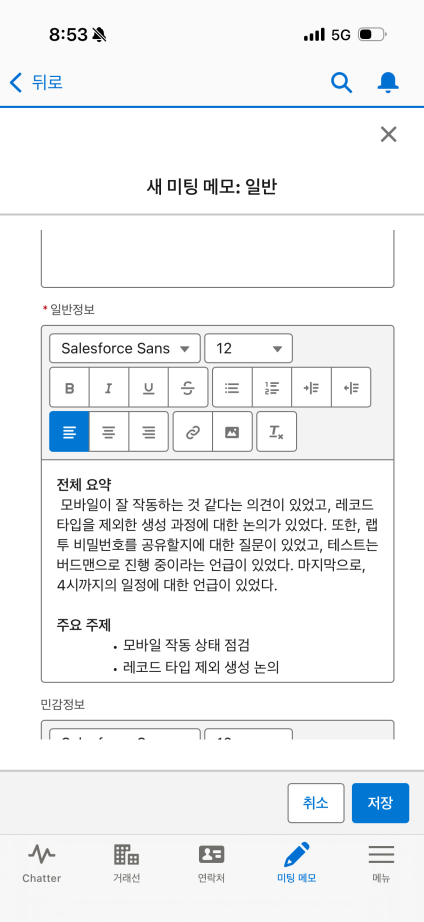 8:53
5G
뒤로
새 미팅 메모: 일반
* 일반정보
Salesforce Sans
12
B I U S
전체 요약
모바일이 잘 작동하는 것 같다는 의견이 있었고, 레코드
타입을 제외한 생성 과정에 대한 논의가 있었다. 또한, 랩
투 비밀번호를 공유할지에 대한 질문이 있었고, 테스트는
버드맨으로 진행 중이라는 언급이 있었다. 마지막으로,
4시까지의 일정에 대한 언급이 있었다.
주요 주제
• 모바일 작동 상태 점검
• 레코드 타입 제외 생성 논의
민감정보
취소
저장
Chatter
거래선
연락처
미팅 메모
메뉴